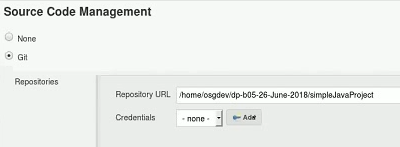 Source Code Management
None
Git
Repositories
Repository URL /home/osgdev/dp-b05-26-June-2018/simpleJavaProject
Credentials - none - Add